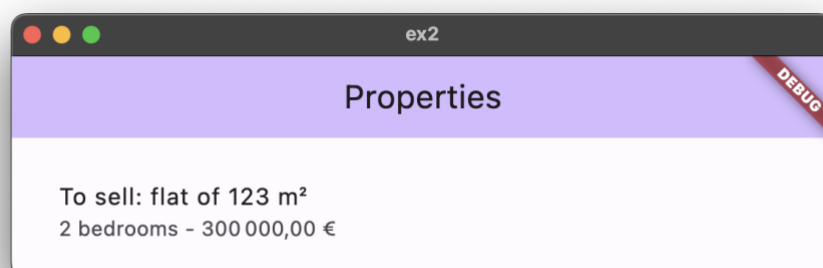 ex2
DEBUG
Properties
To sell: flat of 123 m²
2 bedrooms - 300 000,00 €